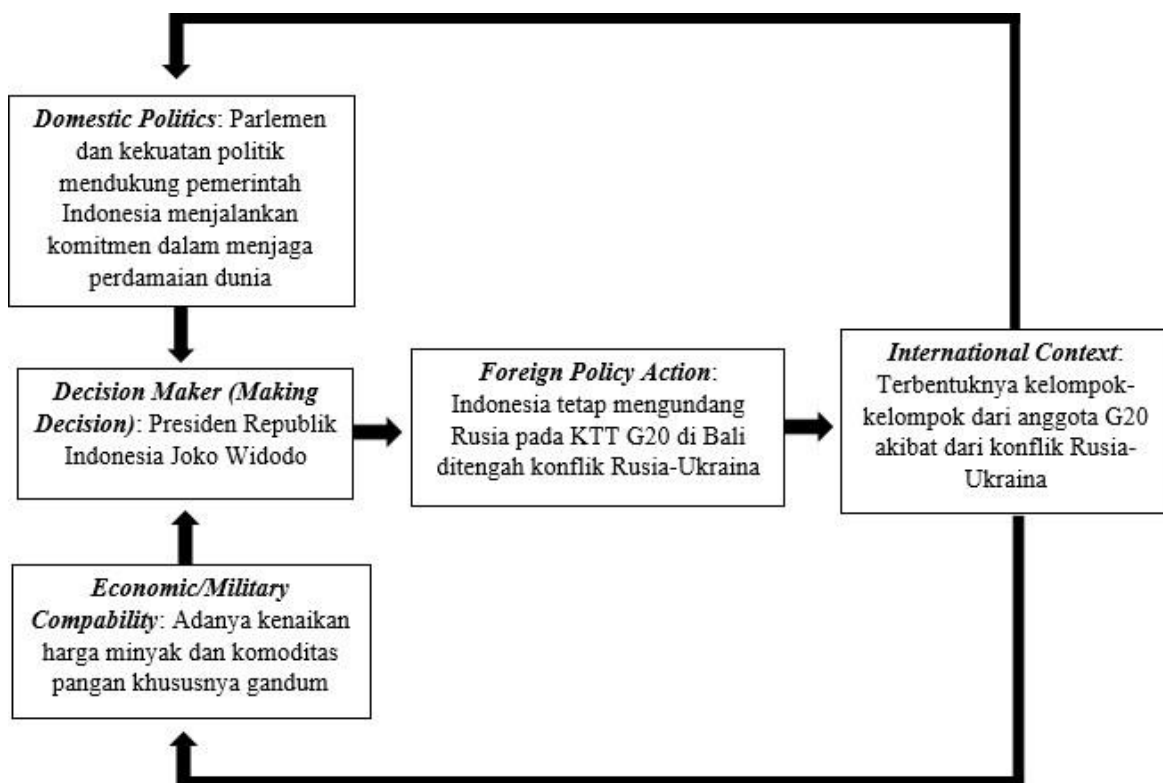 Domestic Politics: Parlemen
dan kekuatan politik
mendukung pemerintah
Indonesia menjalankan
komitmen dalam menjaga
perdamaian dunia
Decision Maker (Making
Decision): Presiden Republik
Indonesia Joko Widodo
Economic/Military
Compability: Adanya kenaikan
harga minyak dan komoditas
pangan khususnya gandum
Foreign Policy Action:
Indonesia tetap mengundang
Rusia pada KTT G20 di Bali
ditengah konflik Rusia-Ukraina
International Context:
Terbentuknya kelompok-
kelompok dari anggota G20
akibat dari konflik Rusia-
Ukraina